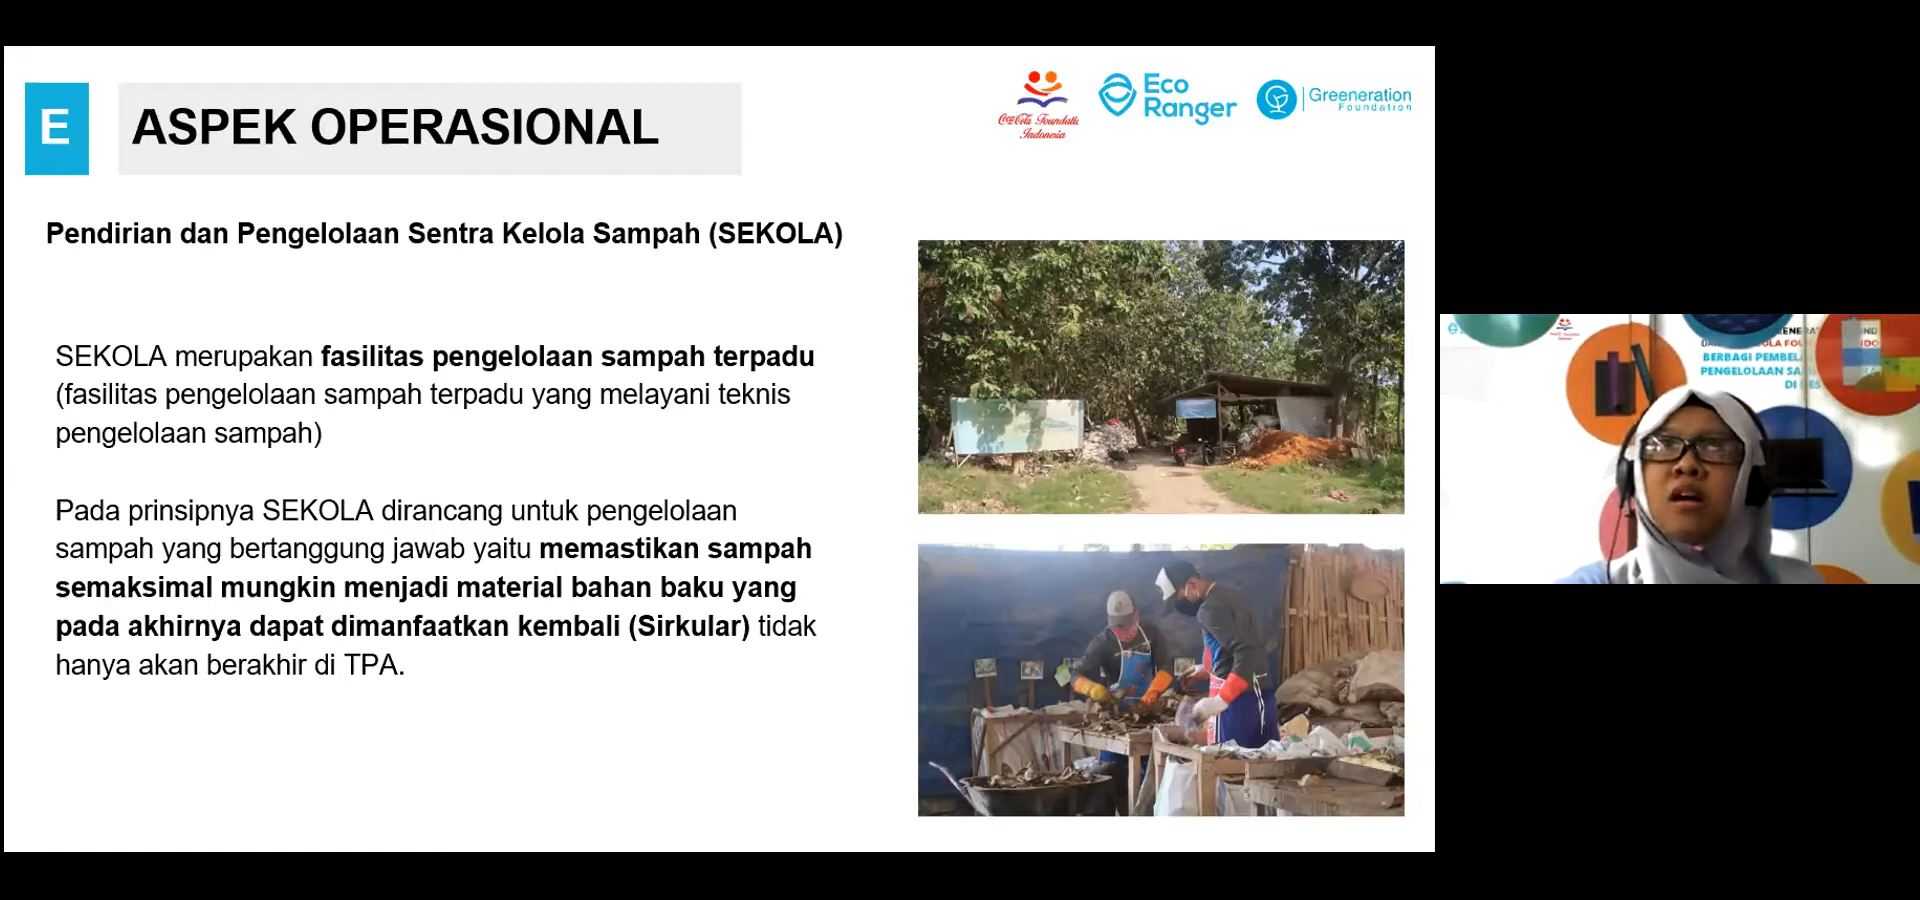 E
ASPEK OPERASIONAL
Coca-Cola Foundation
Indonesia
Eco
Ranger
Greeneration
Foundation
Pendirian dan Pengelolaan Sentra Kelola Sampah (SEKOLA)
SEKOLA merupakan fasilitas pengelolaan sampah terpadu
(fasilitas pengelolaan sampah terpadu yang melayani teknis
pengelolaan sampah)
Pada prinsipnya SEKOLA dirancang untuk pengelolaan
sampah yang bertanggung jawab yaitu memastikan sampah
semaksimal mungkin menjadi material bahan baku yang
pada akhirnya dapat dimanfaatkan kembali (Sirkular) tidak
hanya akan berakhir di TPA.
BERBAGI
PENGELOLAAN
DI